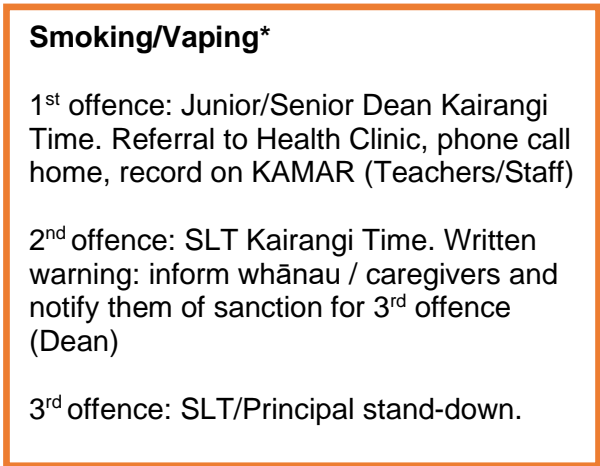 Smoking/Vaping*
1st offence: Junior/Senior Dean Kairangi
Time. Referral to Health Clinic, phone call
home, record on KAMAR (Teachers/Staff)
2nd offence: SLT Kairangi Time. Written
warning: inform whānau / caregivers and
notify them of sanction for 3rd offence
(Dean)
3rd offence: SLT/Principal stand-down.